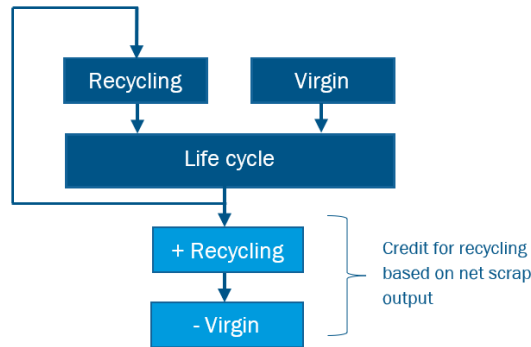 Recycling
Virgin
Life cycle
+ Recycling
- Virgin
Credit for recycling
based on net scrap
output